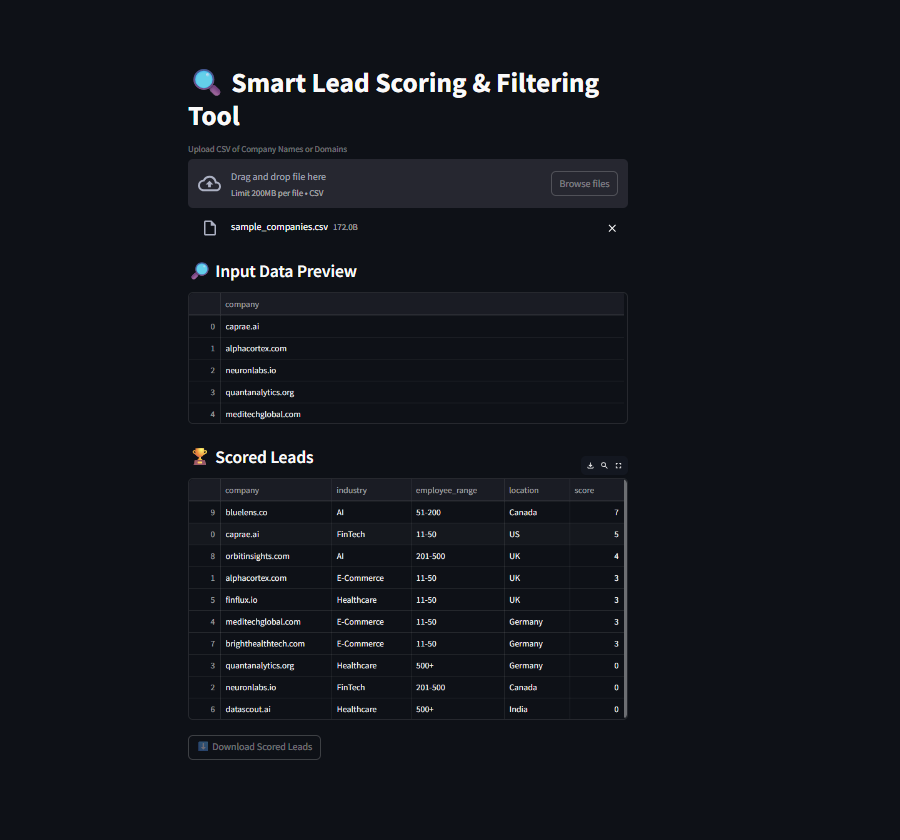 🔍 Smart Lead Scoring & Filtering
Tool
Upload CSV of Company Names or Domains
Drag and drop file here
Limit 200MB per file • CSV
Browse files
sample_companies.csv 172.0B
🔎 Input Data Preview
company
0 caprae.ai
1 alphacortex.com
2 neuronlabs.io
3 quantanalytics.org
4 meditechglobal.com
🏆 Scored Leads
company industry employee_range location score
9 bluelens.co AI 51-200 Canada 7
0 caprae.ai FinTech 11-50 US 5
8 orbitinsights.com AI 201-500 UK 4
1 alphacortex.com E-Commerce 11-50 UK 3
5 finflux.io Healthcare 11-50 UK 3
4 meditechglobal.com E-Commerce 11-50 Germany 3
7 brighthealthtech.com E-Commerce 11-50 Germany 3
3 quantanalytics.org Healthcare 500+ Germany 0
2 neuronlabs.io FinTech 201-500 Canada 0
6 datascout.ai Healthcare 500+ India 0
Download Scored Leads